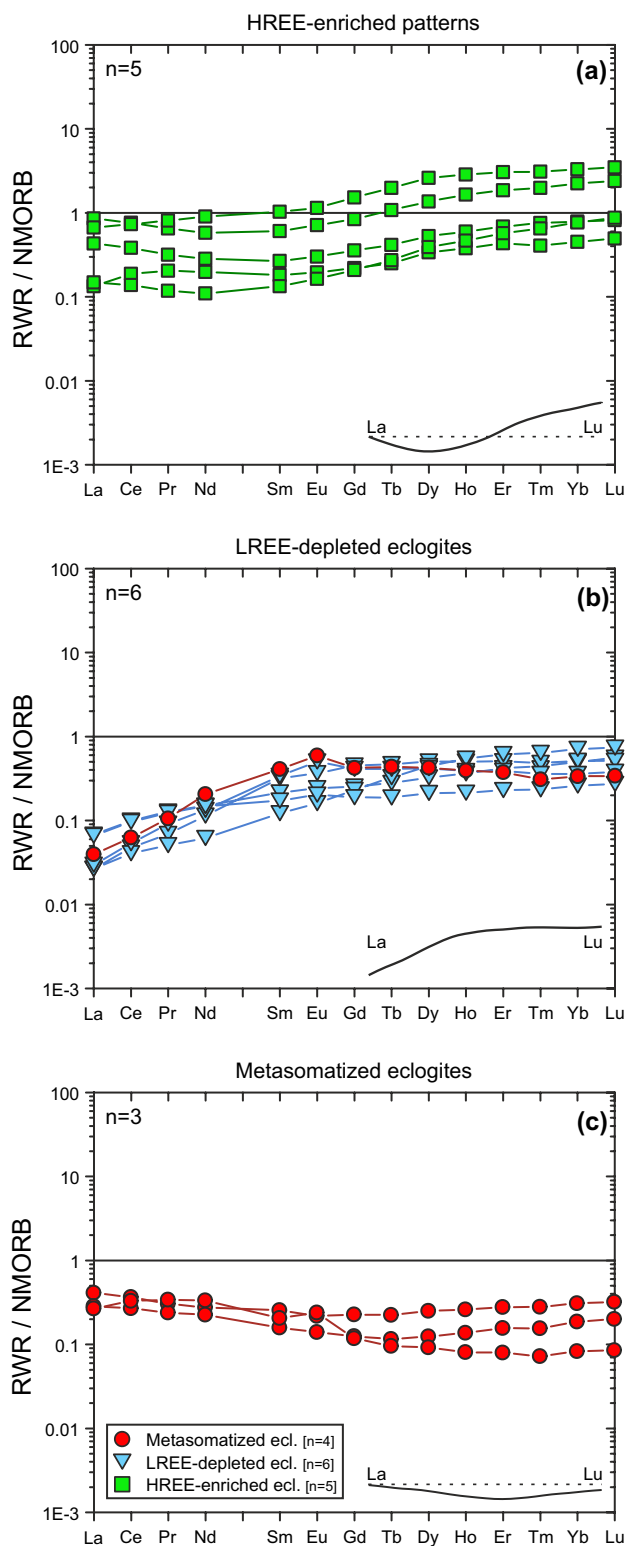 HREE-enriched patterns
100
n=5
(a)
10
1
RWR / NMORB
0.1
0.01
La
Lu
1E-3
La Ce Pr Nd Sm Eu Gd Tb Dy Ho Er Tm Yb Lu
LREE-depleted eclogites
100
n=6
(b)
10
1
RWR / NMORB
0.1
0.01
La
Lu
1E-3
La Ce Pr Nd Sm Eu Gd Tb Dy Ho Er Tm Yb Lu
Metasomatized eclogites
100
n=3
(c)
10
1
RWR / NMORB
0.1
0.01
Metasomatized ecl. [n=4]
LREE-depleted ecl. [n=6]
HREE-enriched ecl. [n=5]
La
Lu
1E-3
La Ce Pr Nd Sm Eu Gd Tb Dy Ho Er Tm Yb Lu